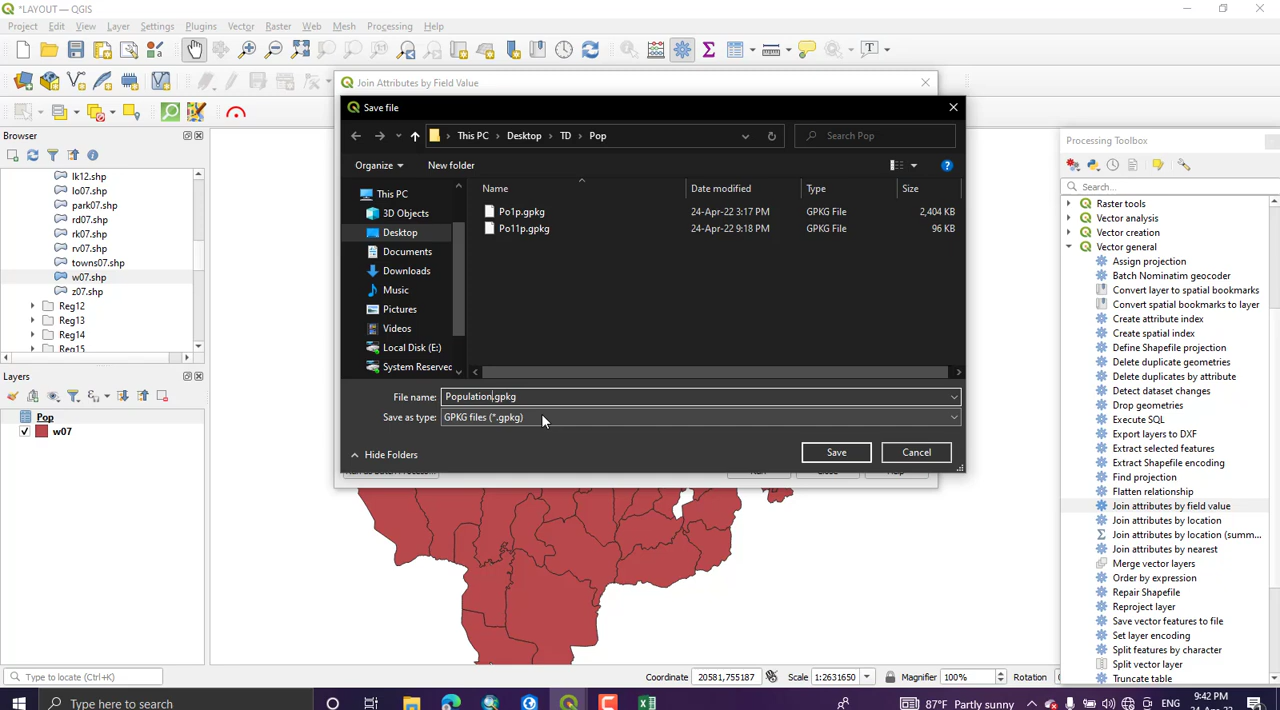 *LAYOUT — QGIS
Project Edit View Layer Settings Plugins Vector Raster Web Mesh Processing Help
Browser
lk12.shp
lo07.shp
park07.shp
rd07.shp
rk07.shp
rv07.shp
towns07.shp
w07.shp
z07.shp
Reg12
Reg13
Reg14
Reg15
Layers
Pop
w07
Join Attributes by Field Value
Save file
This PC › Desktop › TD › Pop
Search Pop
Organize New folder
This PC
3D Objects
Desktop
Documents
Downloads
Music
Pictures
Videos
Local Disk (E:)
System Reserved
Name Date modified Type Size
Po1p.gpkg 24-Apr-22 3:17 PM GPKG File 2,404 KB
Po11p.gpkg 24-Apr-22 9:18 PM GPKG File 96 KB
File name: Population.gpkg
Save as type: GPKG files (*.gpkg)
Hide Folders
Save Cancel
Processing Toolbox
Search...
Raster tools
Vector analysis
Vector creation
Vector general
Assign projection
Batch Nominatim geocoder
Convert layer to spatial bookmarks
Convert spatial bookmarks to layer
Create attribute index
Create spatial index
Define Shapefile projection
Delete duplicate geometries
Delete duplicates by attribute
Detect dataset changes
Drop geometries
Execute SQL
Export layers to DXF
Extract selected features
Extract Shapefile encoding
Find projection
Flatten relationship
Join attributes by field value
Join attributes by location
Join attributes by location (summ...
Join attributes by nearest
Merge vector layers
Order by expression
Repair Shapefile
Reproject layer
Save vector features to file
Set layer encoding
Split features by character
Split vector layer
Truncate table
Type to locate (Ctrl+K)
Coordinate 20581,755187 Scale 1:2631650 Magnifier 100% Rotation
Type here to search
87°F Partly sunny
ENG
9:42 PM